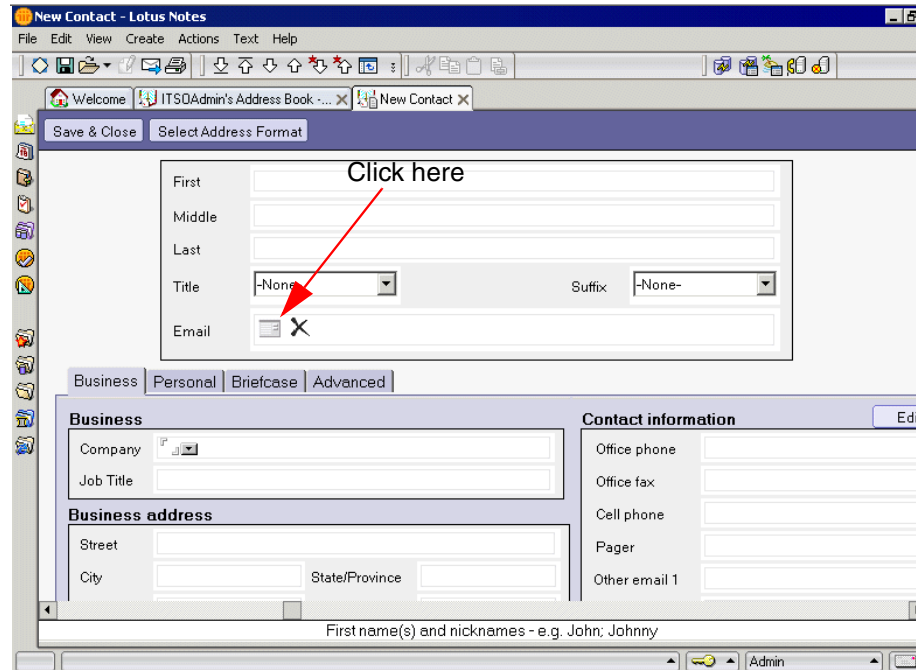 New Contact - Lotus Notes
File Edit View Create Actions Text Help
Welcome ITSOAdmin's Address Book -... New Contact
Save & Close Select Address Format
Click here
First
Middle
Last
Title -None- Suffix -None-
Email
Business Personal Briefcase Advanced
Business Contact information Edi
Company Office phone
Job Title Office fax
Business address Cell phone
Street Pager
City State/Province Other email 1
First name(s) and nicknames - e.g. John; Johnny
Admin